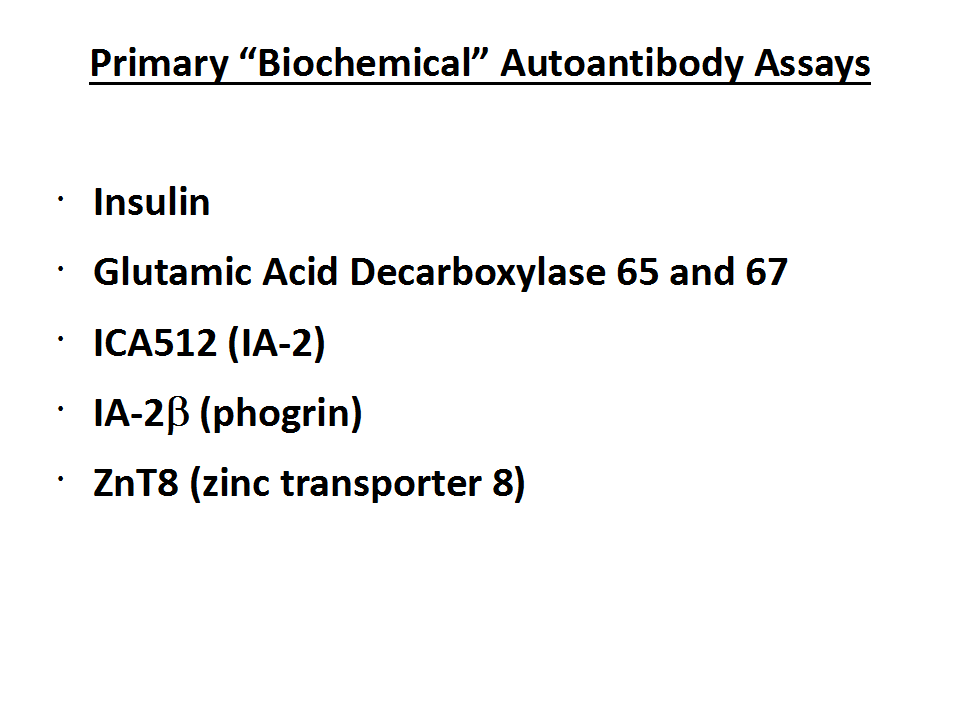 Primary “Biochemical” Autoantibody Assays
· Insulin
· Glutamic Acid Decarboxylase 65 and 67
· ICA512 (IA-2)
· IA-2β (phogrin)
· ZnT8 (zinc transporter 8)